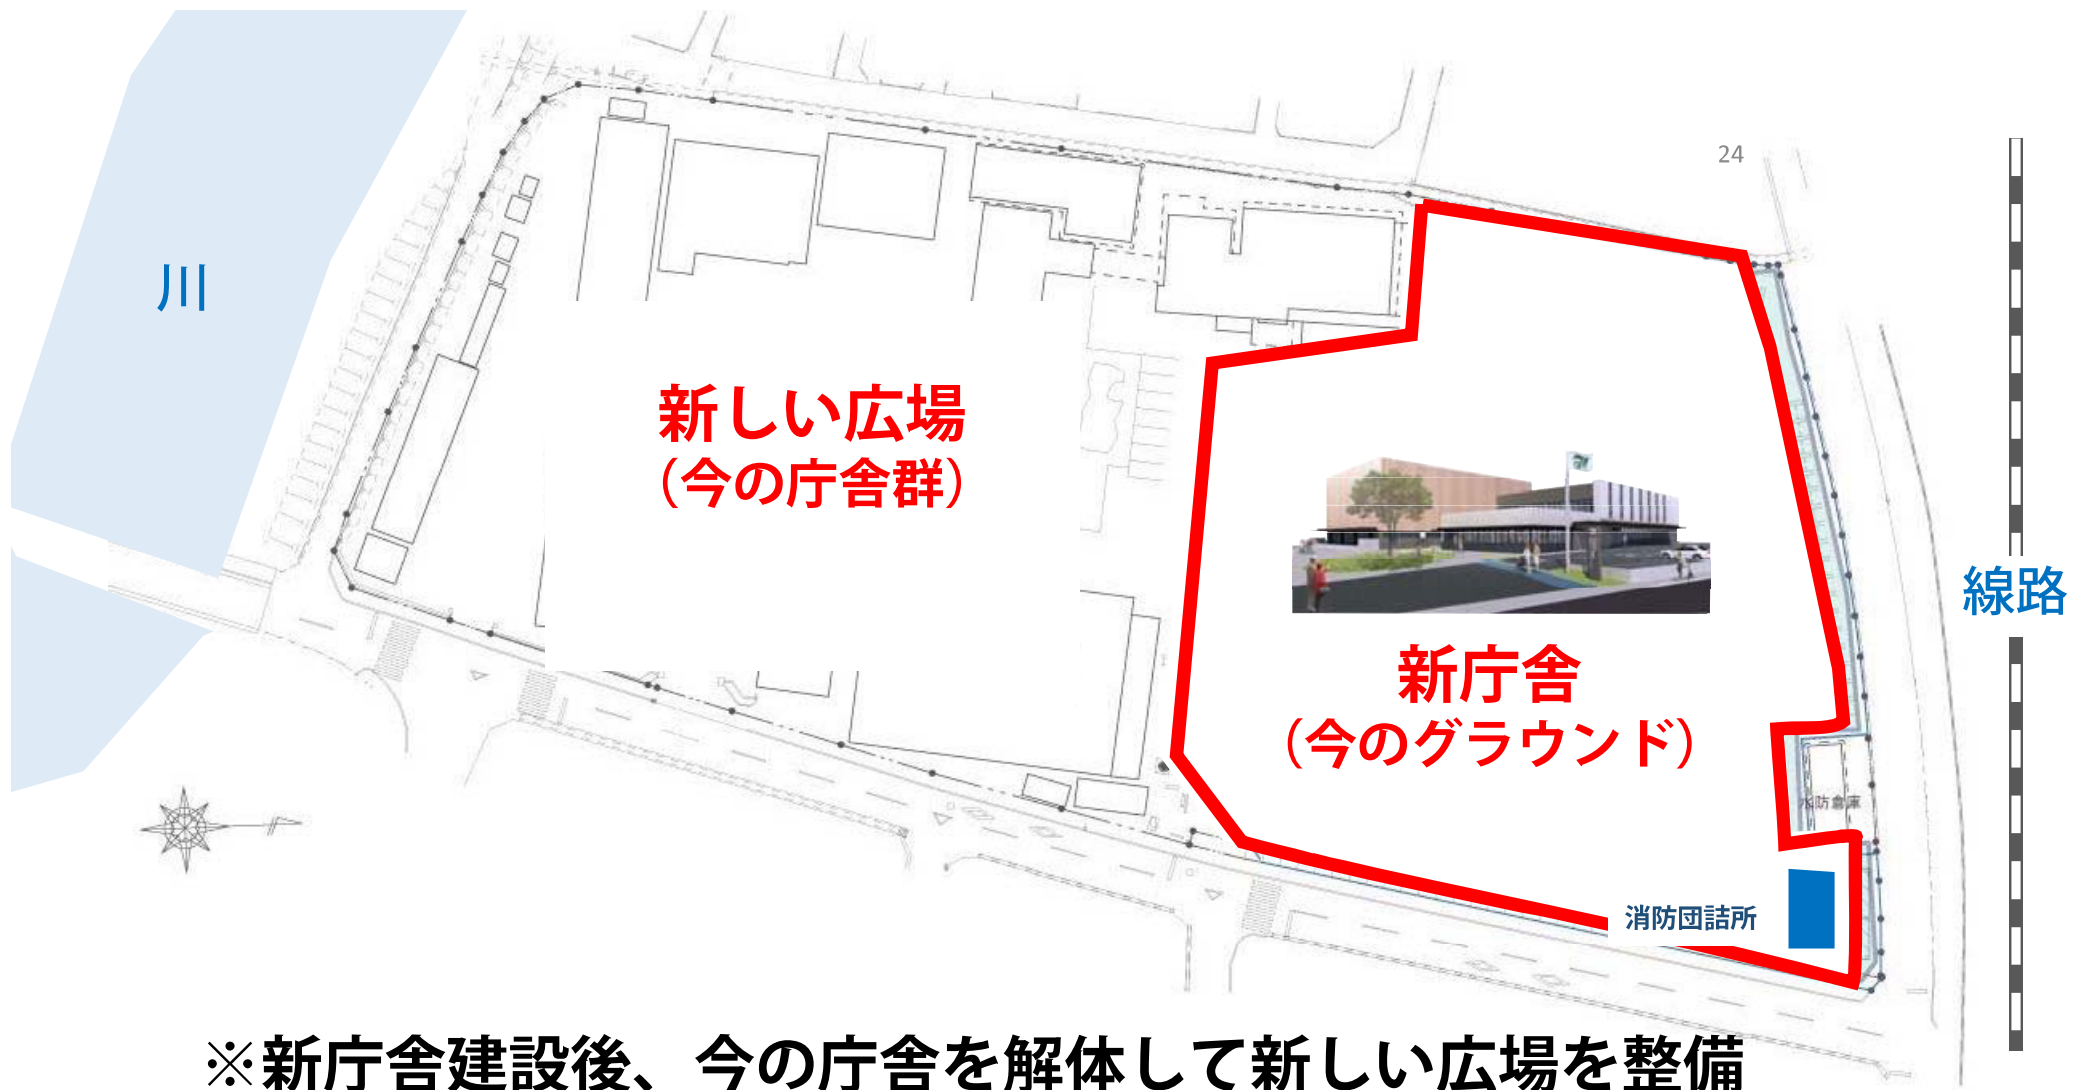 24
川
新しい広場
（今の庁舎群）
線路
新庁舎
（今のグラウンド）
水防倉庫
消防団詰所
※新庁舎建設後、今の庁舎を解体して新しい広場を整備